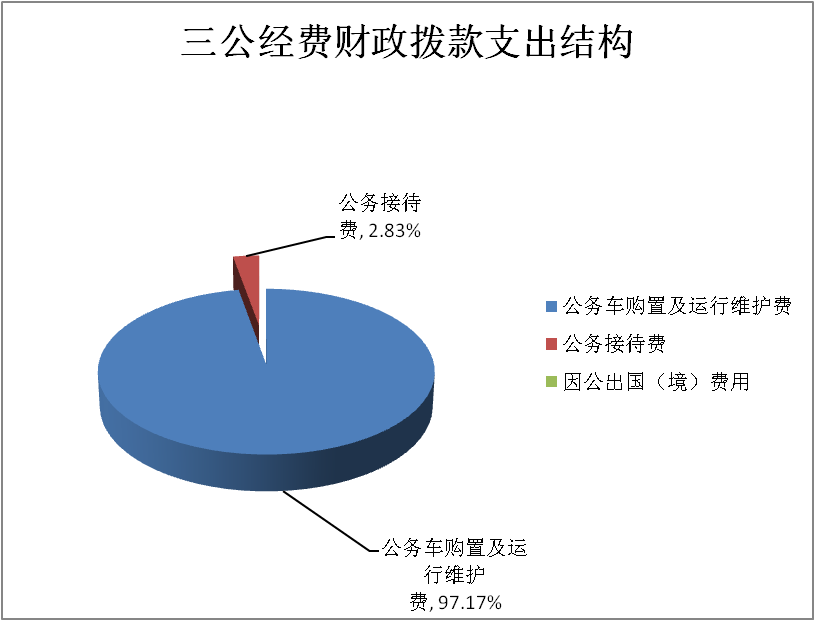 三公经费财政拨款支出结构
公务接待
费, 2.83%
公务车购置及运行维护费
公务接待费
因公出国（境）费用
公务车购置及运
行维护
费, 97.17%